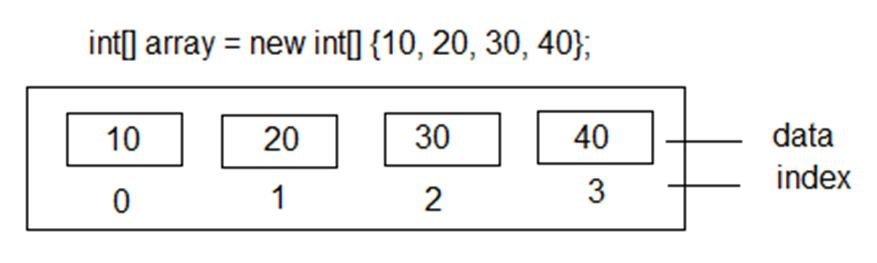 int[] array = new int[] {10, 20, 30, 40};
10 20 30 40 data
0 1 2 3 index